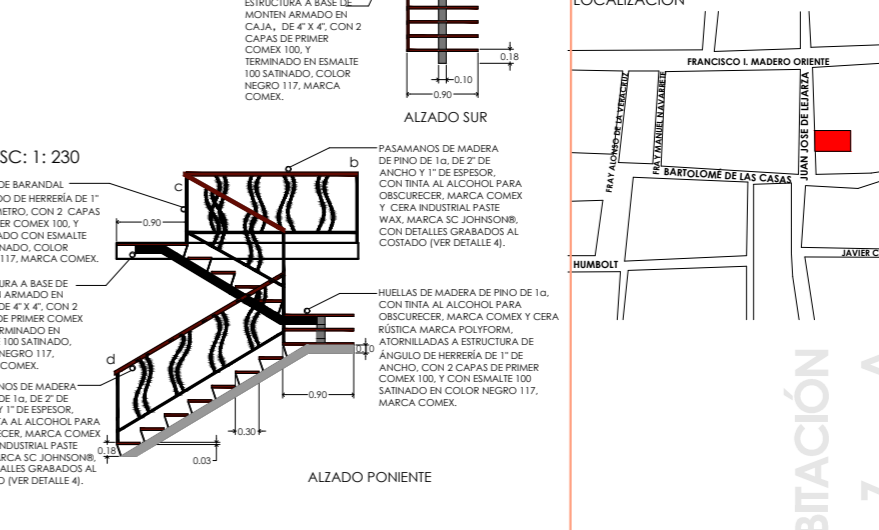 ESTRUCTURA A BASE DE
MONTEN ARMADO EN
CAJA, DE 4" X 4", CON 2
CAPAS DE PRIMER
COMEX 100, Y
TERMINADO EN ESMALTE
100 SATINADO, COLOR
NEGRO 117, MARCA
COMEX.
0.18
0.10
0.90
ALZADO SUR
SC: 1: 230
DE BARANDAL
DO DE HERRERÍA DE 1"
METRO, CON 2 CAPAS
ER COMEX 100, Y
ADO CON ESMALTE
NADO, COLOR
117, MARCA COMEX.
URA A BASE DE
ARMADO EN
DE 4" X 4", CON 2
DE PRIMER COMEX
RMINADO EN
100 SATINADO,
NEGRO 117,
COMEX.
NOS DE MADERA
DE 1a, DE 2" DE
Y 1" DE ESPESOR,
TA AL ALCOHOL PARA
ECER, MARCA COMEX
INDUSTRIAL PASTE
RCA SC JOHNSON®,
ALLES GRABADOS AL
O (VER DETALLE 4).
b
c
d
0.90
0.10
0.90
0.30
0.18
0.03
PASAMANOS DE MADERA
DE PINO DE 1a, DE 2" DE
ANCHO Y 1" DE ESPESOR,
CON TINTA AL ALCOHOL PARA
OBSCURECER, MARCA COMEX
Y CERA INDUSTRIAL PASTE
WAX, MARCA SC JOHNSON®,
CON DETALLES GRABADOS AL
COSTADO (VER DETALLE 4).
HUELLAS DE MADERA DE PINO DE 1a,
CON TINTA AL ALCOHOL PARA
OBSCURECER, MARCA COMEX Y CERA
RÚSTICA MARCA POLYFORM,
ATORNILLADAS A ESTRUCTURA DE
ÁNGULO DE HERRERÍA DE 1" DE
ANCHO, CON 2 CAPAS DE PRIMER
COMEX 100, Y CON ESMALTE 100
SATINADO EN COLOR NEGRO 117,
MARCA COMEX.
ALZADO PONIENTE
LOCALIZACIÓN
FRANCISCO I. MADERO ORIENTE
FRAY ALONSO DE LA VERACRUZ
FRAY MANUEL NAVARRETE
JUAN JOSE DE LEJARZA
BARTOLOMÉ DE LAS CASAS
HUMBOLT
JAVIER C
BITACIÓN